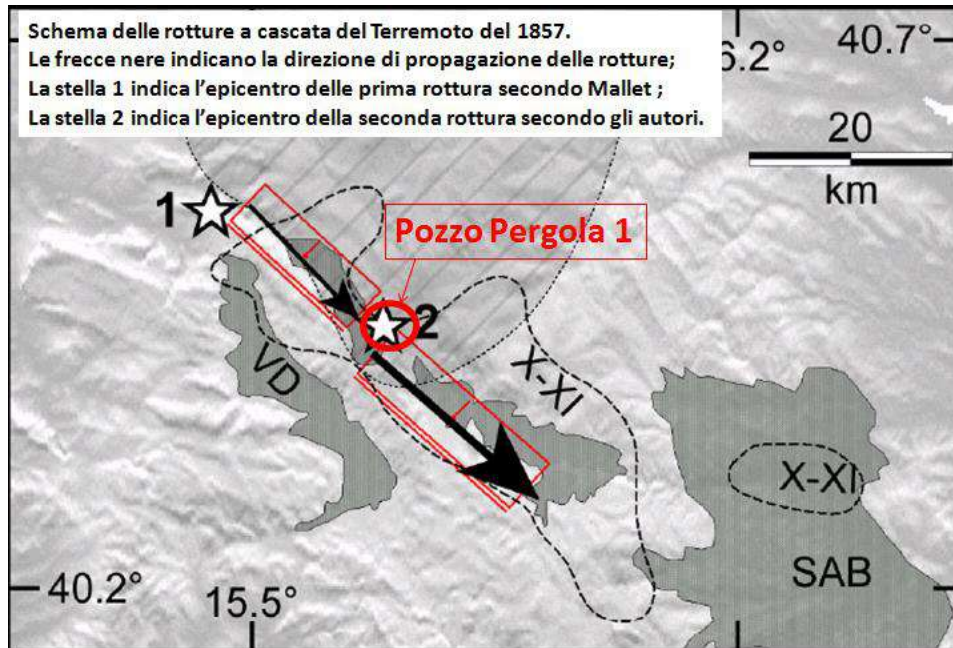 Schema delle rotture a cascata del Terremoto del 1857.
Le frecce nere indicano la direzione di propagazione delle rotture;
La stella 1 indica l'epicentro delle prima rottura secondo Mallet ;
La stella 2 indica l'epicentro della seconda rottura secondo gli autori.
6.2° 40.7°
20
km
1
Pozzo Pergola 1
2
VD
X-XI
X-XI
SAB
40.2°
15.5°